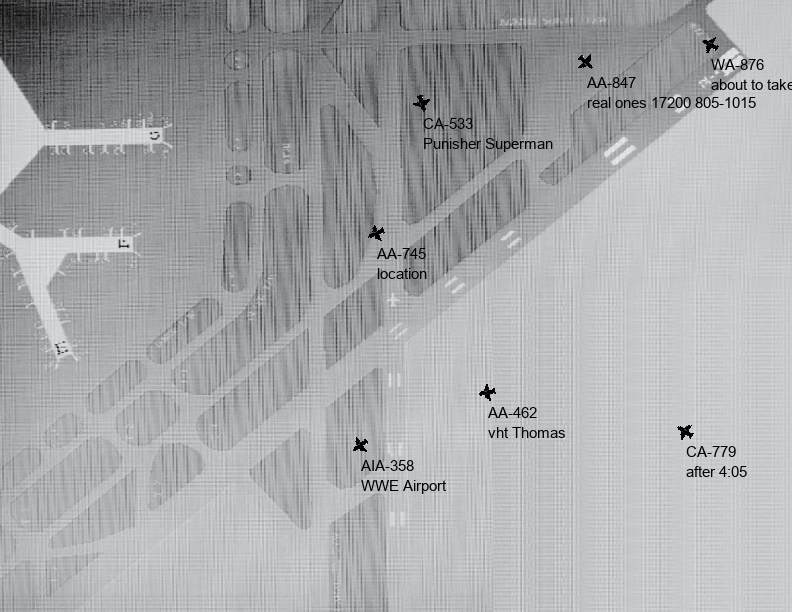 WA-876
about to take
AA-847
real ones 17200 805-1015
CA-533
Punisher Superman
G
F
AA-745
location
E
AA-462
vht Thomas
CA-779
after 4:05
AIA-358
WWE Airport